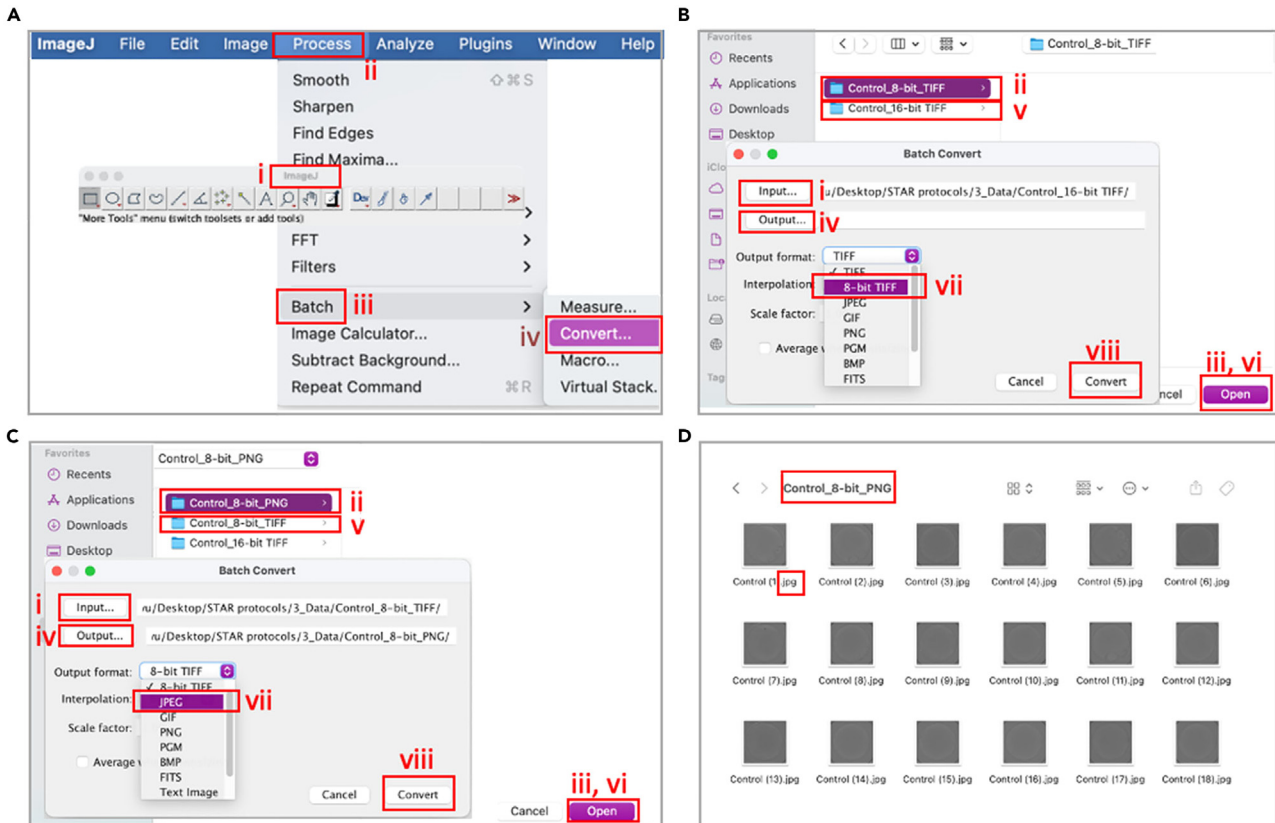 A
ImageJ File Edit Image Process Analyze Plugins Window Help
ii
Smooth ⇧⌘S
Sharpen
Find Edges
Find Maxima...
i ImageJ
Dev
"More Tools" menu (switch toolsets or add tools)
FFT
Filters
Batch iii Measure...
Image Calculator... iv Convert...
Subtract Background... Macro...
Repeat Command ⌘R Virtual Stack.
B
Favorites
Control_8-bit_TIFF
Recents
Applications Control_8-bit_TIFF ii
Downloads Control_16-bit TIFF v
Desktop
Batch Convert
iClo
Input... i u/Desktop/STAR protocols/3_Data/Control_16-bit TIFF/
Output... iv
Output format: TIFF
TIFF
Interpolation 8-bit TIFF vii
Loca
JPEG
Scale factor: GIF
PNG
Average w PGM
viii
BMP
iii, vi
Tag
FITS Cancel Convert
ncel Open
C
Favorites
Control_8-bit_PNG
Recents
Applications Control_8-bit_PNG ii
Downloads Control_8-bit_TIFF v
Desktop Control_16-bit TIFF
Batch Convert
i Input... ru/Desktop/STAR protocols/3_Data/Control_8-bit_TIFF/
iv Output... ru/Desktop/STAR protocols/3_Data/Control_8-bit_PNG/
Output format: 8-bit TIFF
8-bit TIFF
Interpolation: JPEG vii
GIF
Scale factor: PNG
PGM
Average w BMP
viii
FITS
Text Image Cancel Convert
iii, vi
Cancel Open
D
Control_8-bit_PNG
Control (1).jpg Control (2).jpg Control (3).jpg Control (4).jpg Control (5).jpg Control (6).jpg
Control (7).jpg Control (8).jpg Control (9).jpg Control (10).jpg Control (11).jpg Control (12).jpg
Control (13).jpg Control (14).jpg Control (15).jpg Control (16).jpg Control (17).jpg Control (18).jpg